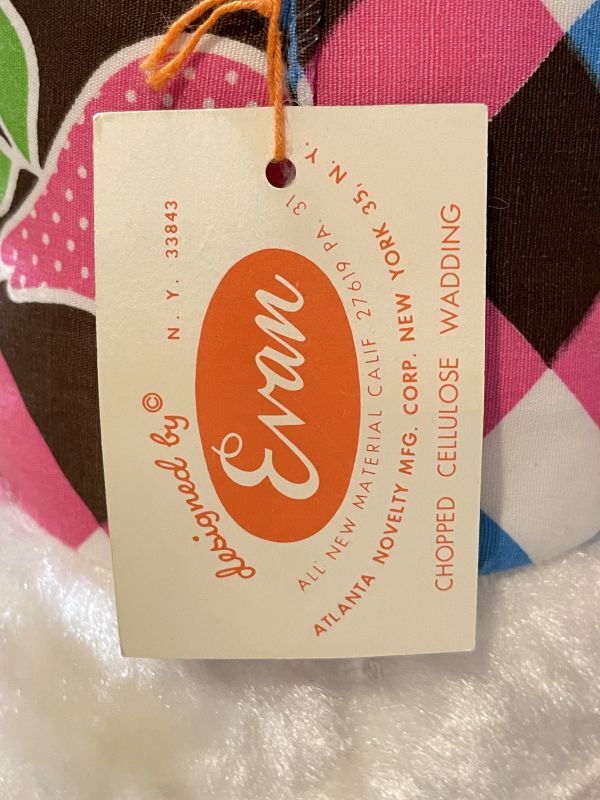 N. Y. 33843
designed by ©
Evan
ALL NEW MATERIAL CALIF. 27619 PA. 31 N. Y.
ATLANTA NOVELTY MFG. CORP. NEW YORK 35, N. Y.
CHOPPED CELLULOSE WADDING